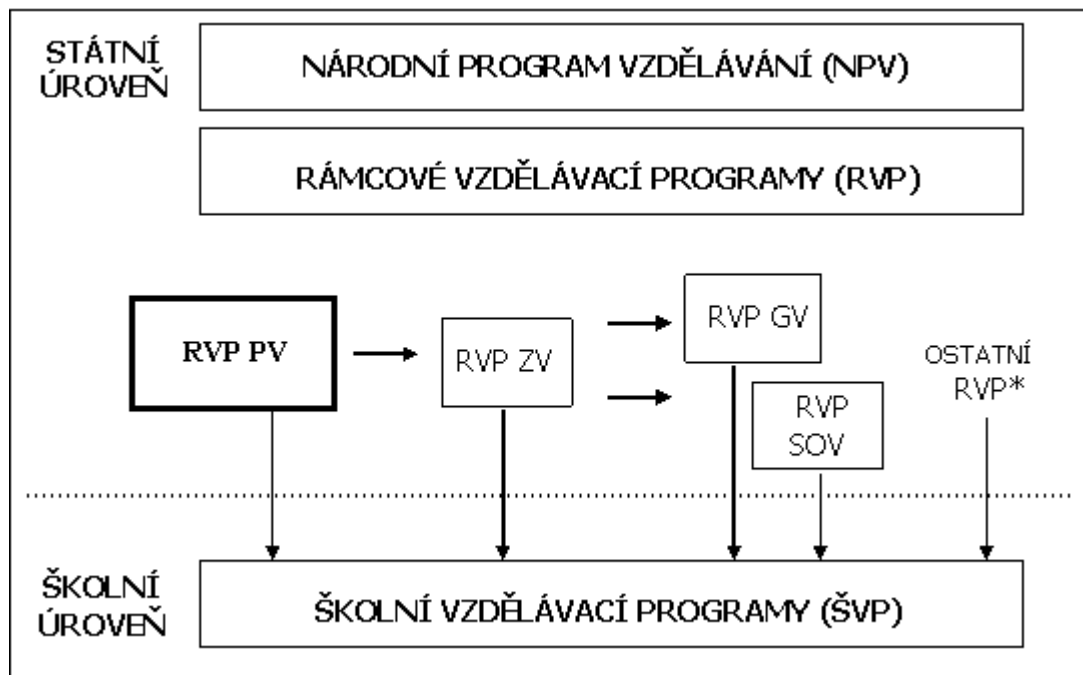 STÁTNÍ
ÚROVEŇ
NÁRODNÍ PROGRAM VZDĚLÁVÁNÍ (NPV)
RÁMCOVÉ VZDĚLÁVACÍ PROGRAMY (RVP)
RVP PV
RVP ZV
RVP GV
RVP
SOV
OSTATNÍ
RVP*
ŠKOLNÍ
ÚROVEŇ
ŠKOLNÍ VZDĚLÁVACÍ PROGRAMY (ŠVP)